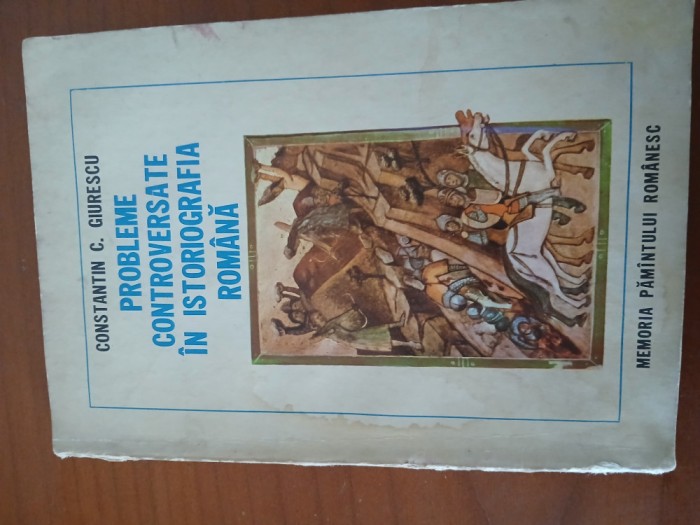 CONSTANTIN C. GIURESCU
PROBLEME
CONTROVERSATE
ÎN ISTORIOGRAFIA
ROMÂNĂ
MEMORIA PĂMÎNTULUI ROMÂNESC